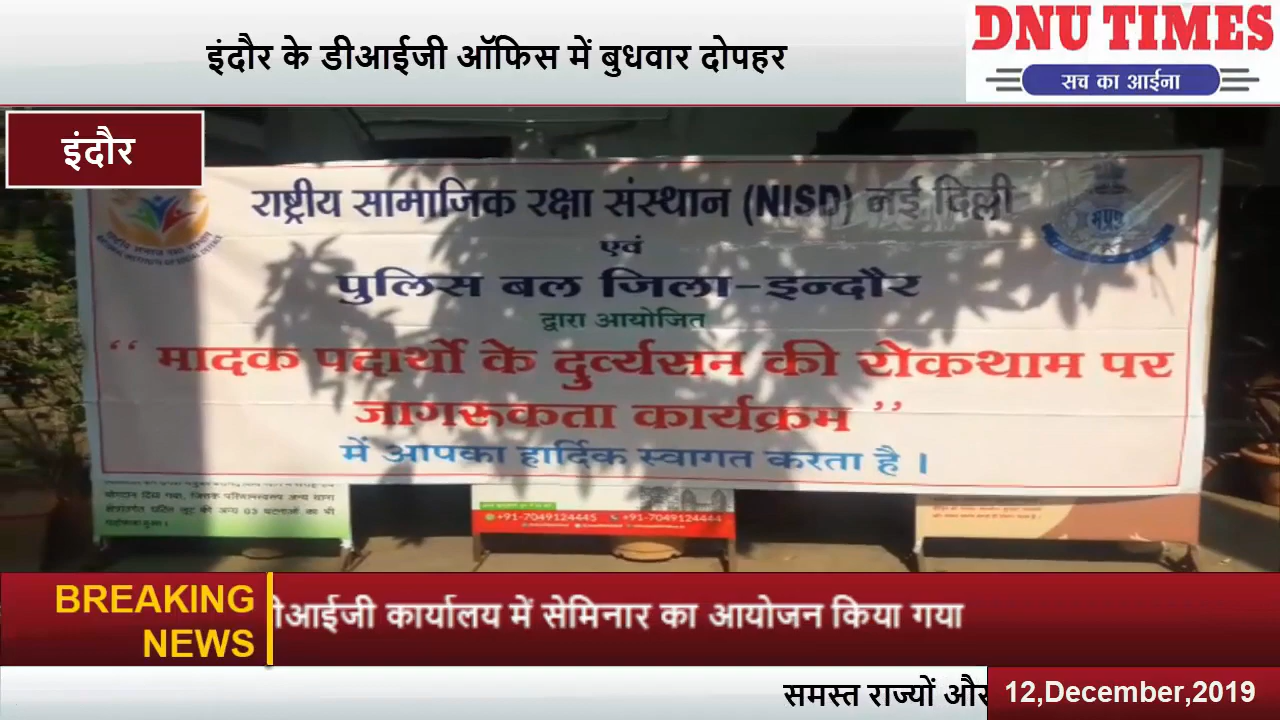 इंदौर के डीआईजी ऑफिस में बुधवार दोपहर
DNU TIMES
सच का आईना
इंदौर
राष्ट्रीय सामाजिक रक्षा संस्थान (NISD) नई दिल्ली
एवं
पुलिस बल जिला-इन्दौर
द्वारा आयोजित
“ मादक पदार्थो के दुर्व्यसन की रोकथाम पर
जागरूकता कार्यक्रम ”
में आपका हार्दिक स्वागत करता है ।
+91-7049124445 +91-7049124444
BREAKING
NEWS
डीआईजी कार्यालय में सेमिनार का आयोजन किया गया
समस्त राज्यों और
12,December,2019